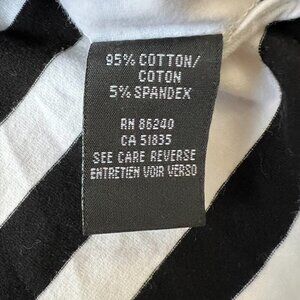 95% COTTON/
COTON
5% SPANDEX
RN 86240
CA 51835
SEE CARE REVERSE
ENTRETIEN VOIR VERSO